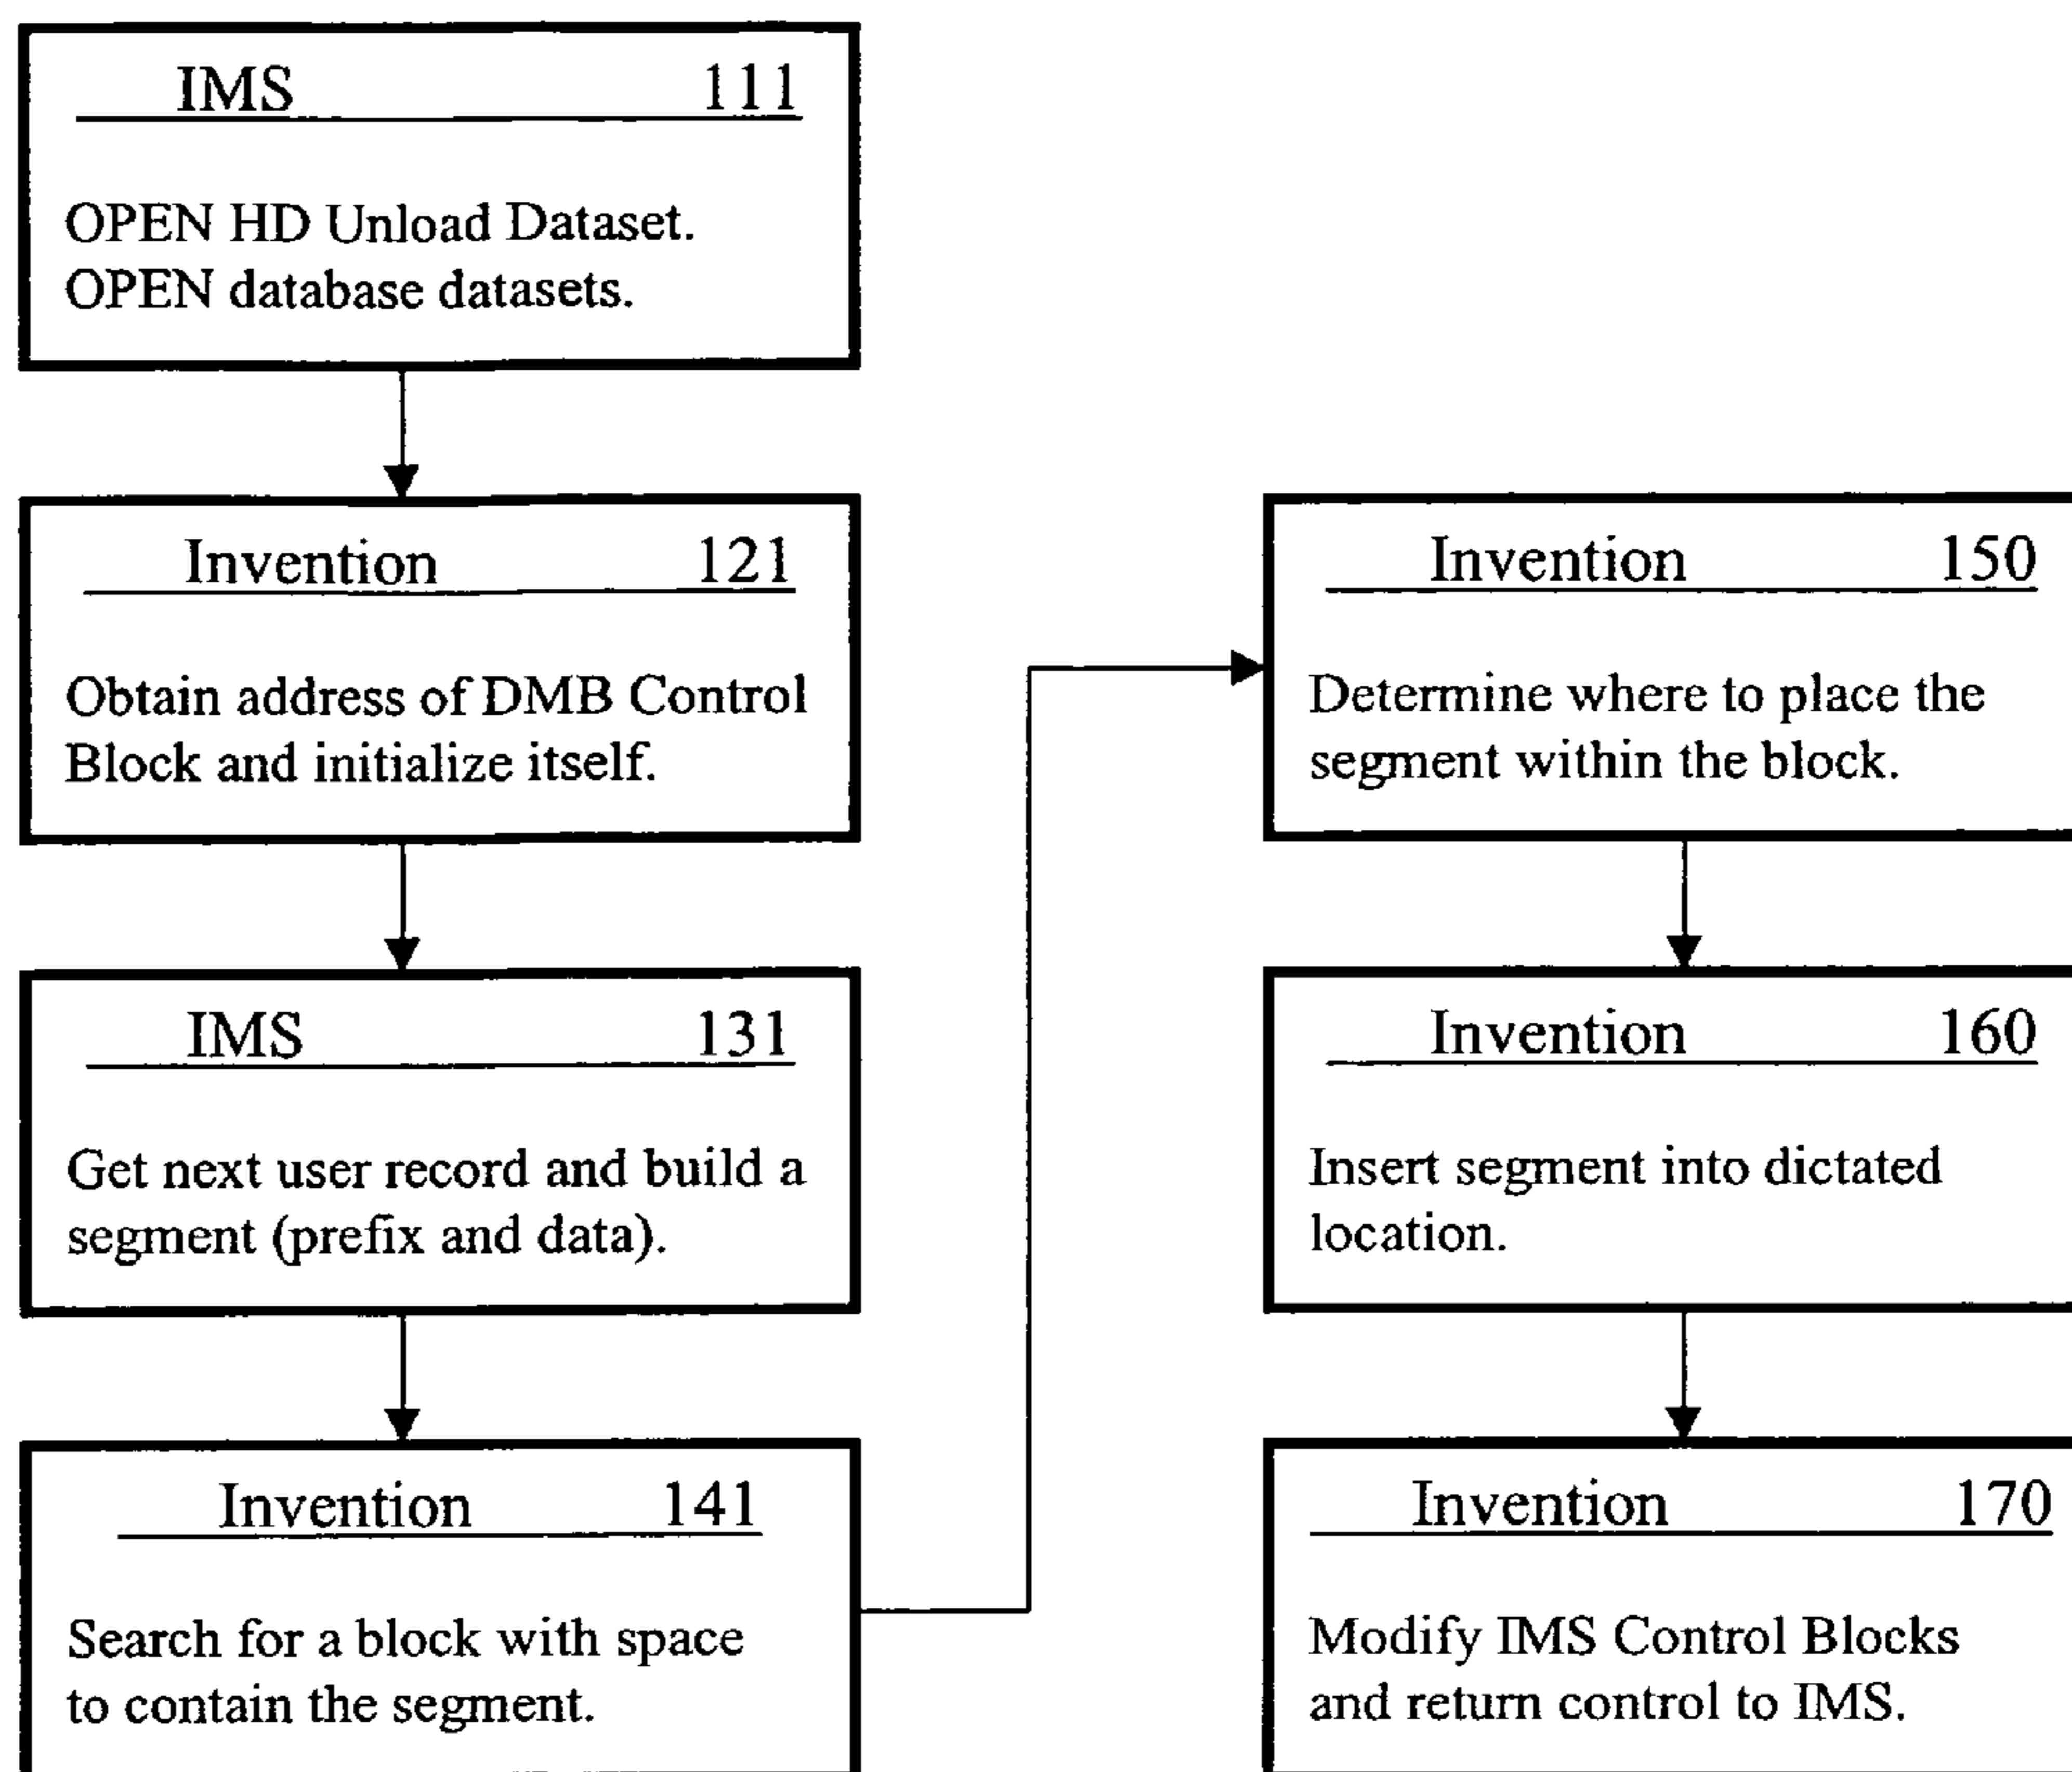 IMS 111
OPEN HD Unload Dataset.
OPEN database datasets.
Invention 121
Obtain address of DMB Control
Block and initialize itself.
IMS 131
Get next user record and build a
segment (prefix and data).
Invention 141
Search for a block with space
to contain the segment.
Invention 150
Determine where to place the
segment within the block.
Invention 160
Insert segment into dictated
location.
Invention 170
Modify IMS Control Blocks
and return control to IMS.